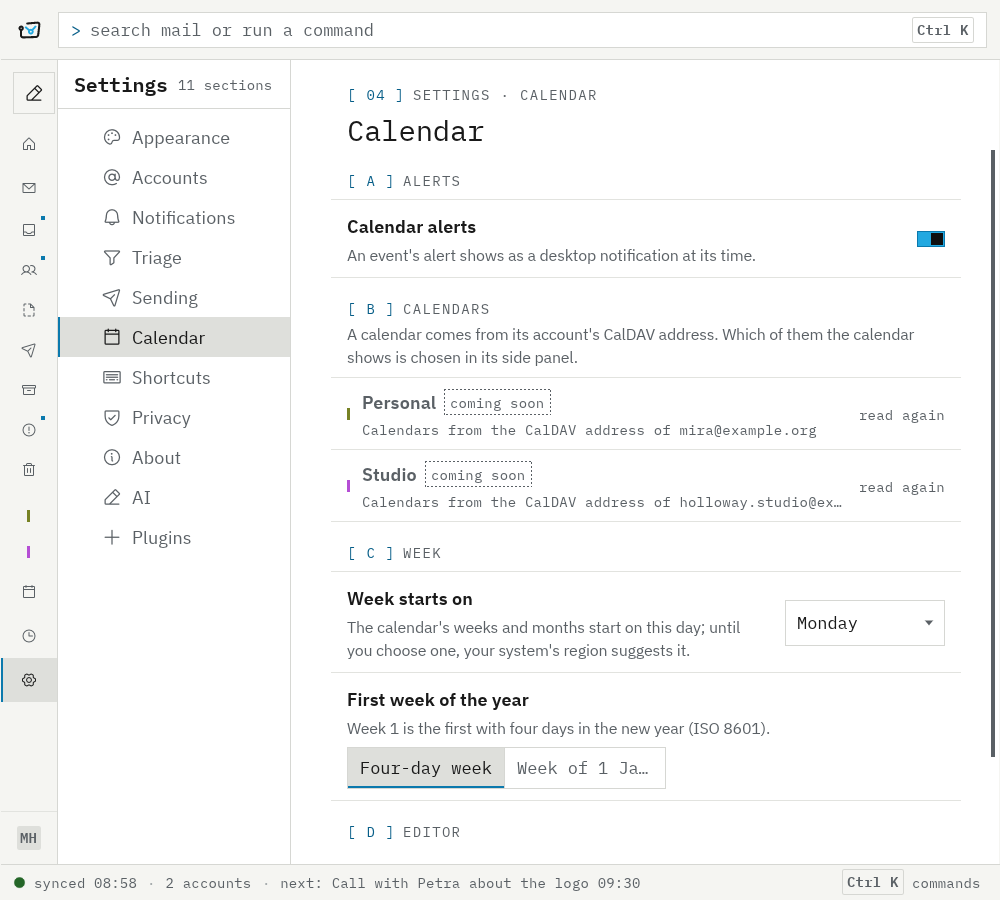 > search mail or run a command
Ctrl K
Settings 11 sections
Appearance
Accounts
Notifications
Triage
Sending
Calendar
Shortcuts
Privacy
About
AI
Plugins
MH
[ 04 ] SETTINGS · CALENDAR
Calendar
[ A ] ALERTS
Calendar alerts
An event's alert shows as a desktop notification at its time.
[ B ] CALENDARS
A calendar comes from its account's CalDAV address. Which of them the calendar
shows is chosen in its side panel.
Personal coming soon
Calendars from the CalDAV address of mira@example.org
read again
Studio coming soon
Calendars from the CalDAV address of holloway.studio@ex…
read again
[ C ] WEEK
Week starts on
The calendar's weeks and months start on this day; until
you choose one, your system's region suggests it.
Monday
First week of the year
Week 1 is the first with four days in the new year (ISO 8601).
Four-day week
Week of 1 Ja…
[ D ] EDITOR
synced 08:58 · 2 accounts · next: Call with Petra about the logo 09:30
Ctrl K commands